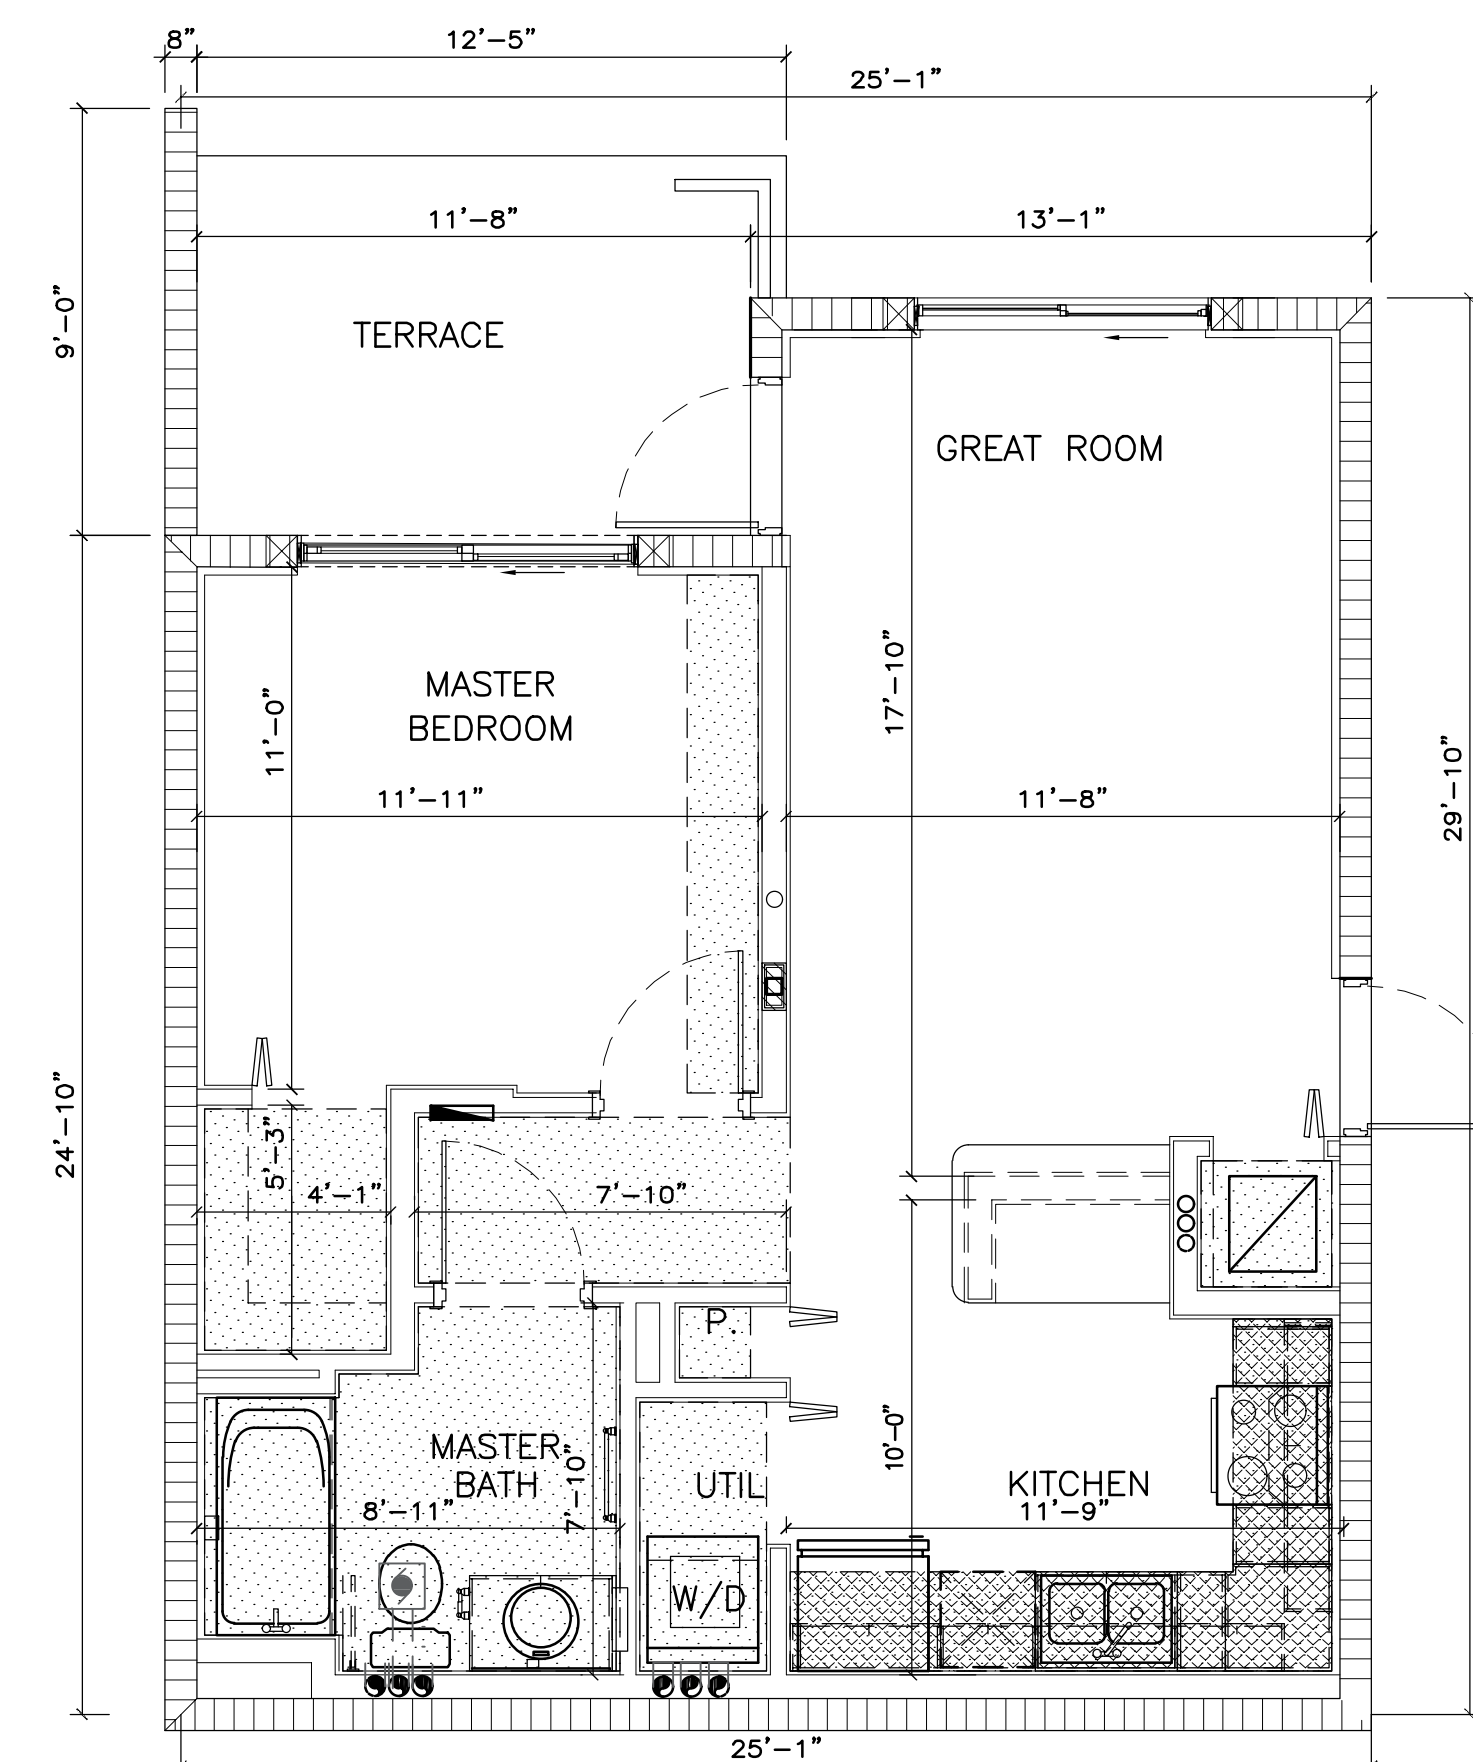 8”
12’-5”
25’-1”
11’-8”
13’-1”
9’-0”
TERRACE
GREAT ROOM
MASTER
BEDROOM
11’-0”
17’-10”
11’-11”
11’-8”
29’-10”
24’-10”
5’-3”
4’-1”
7’-10”
P.
MASTER
BATH
7’-10”
8’-11”
UTIL
10’-0”
KITCHEN
11’-9”
W/D
25’-1”